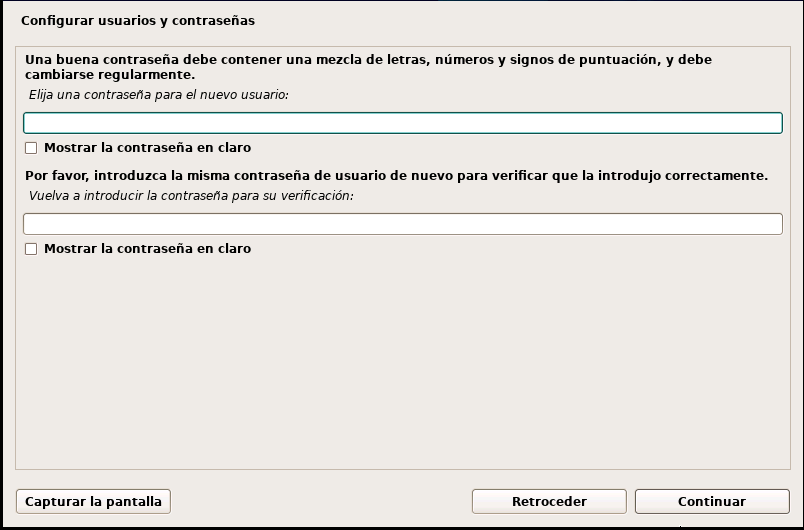 Configurar usuarios y contraseñas
Una buena contraseña debe contener una mezcla de letras, números y signos de puntuación, y debe
cambiarse regularmente.
Elija una contraseña para el nuevo usuario:
Mostrar la contraseña en claro
Por favor, introduzca la misma contraseña de usuario de nuevo para verificar que la introdujo correctamente.
Vuelva a introducir la contraseña para su verificación:
Mostrar la contraseña en claro
Capturar la pantalla
Retroceder
Continuar